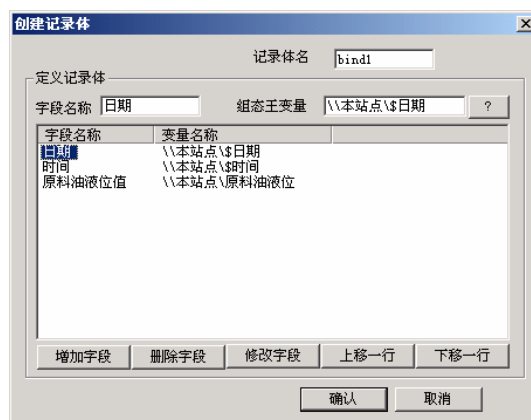 创建记录体
记录体名 bind1
定义记录体
字段名称 日期 组态王变量 \\本站点\$日期 ?
字段名称 变量名称
日期 \\本站点\$日期
时间 \\本站点\$时间
原料油液位值 \\本站点\原料油液位
增加字段 删除字段 修改字段 上移一行 下移一行
确认 取消